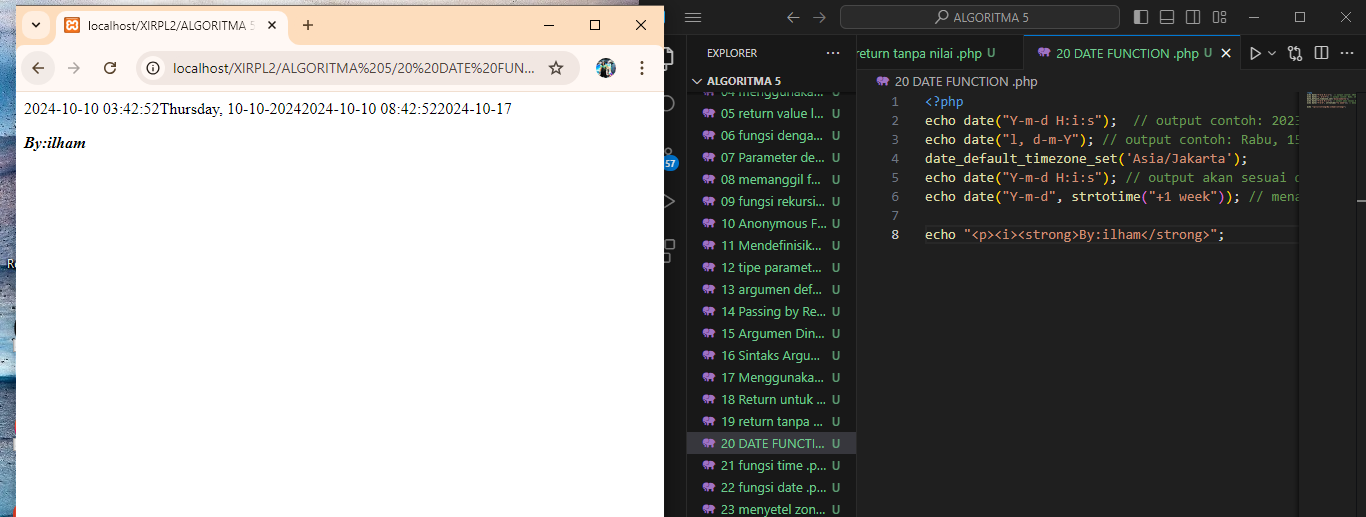 localhost/XIRPL2/ALGORITMA 5
localhost/XIRPL2/ALGORITMA%205/20%20DATE%20FUN...
2024-10-10 03:42:52Thursday, 10-10-20242024-10-10 08:42:522024-10-17
By:ilham
ALGORITMA 5
57
EXPLORER
ALGORITMA 5
04 menggunaka... U
05 return value l... U
06 fungsi denga... U
07 Parameter de... U
08 memanggil f... U
09 fungsi rekursi... U
10 Anonymous F... U
11 Mendefinisik... U
12 tipe paramet... U
13 argumen def... U
14 Passing by Re... U
15 Argumen Din... U
16 Sintaks Argu... U
17 Menggunaka... U
18 Return untuk ... U
19 return tanpa ... U
20 DATE FUNCTI... U
21 fungsi time .p... U
22 fungsi date .p... U
23 menyetel zon... U
return tanpa nilai .php U
20 DATE FUNCTION .php U
20 DATE FUNCTION .php
1 <?php
2 echo date("Y-m-d H:i:s");  // output contoh: 2023
3 echo date("l, d-m-Y"); // output contoh: Rabu, 15
4 date_default_timezone_set('Asia/Jakarta');
5 echo date("Y-m-d H:i:s"); // output akan sesuai
6 echo date("Y-m-d", strtotime("+1 week")); // mena
7
8 echo "<p><i><strong>By:ilham</strong>";